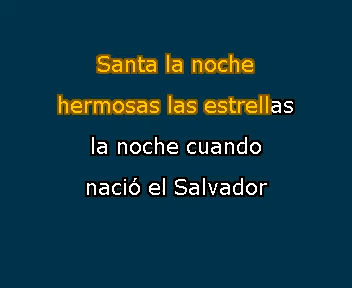 Santa la noche
hermosas las estrellas
la noche cuando
nació el Salvador